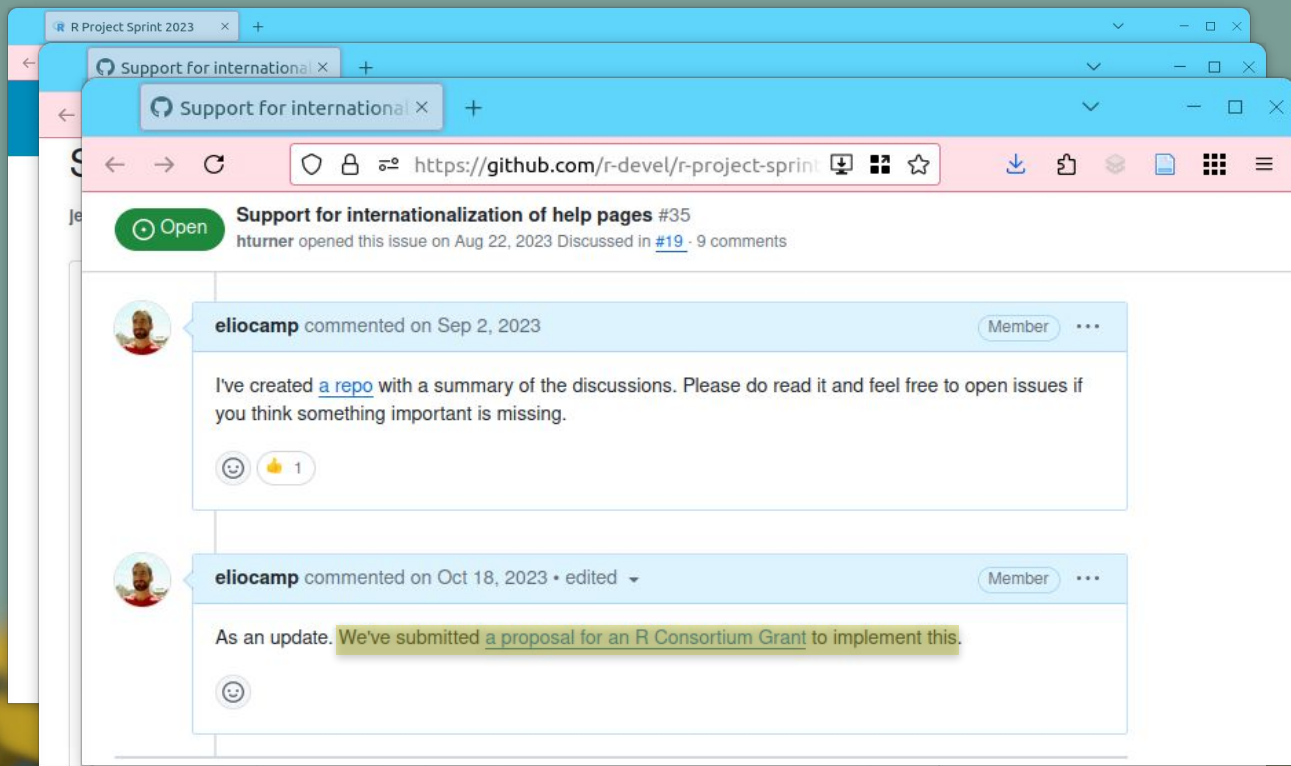 R Project Sprint 2023
Support for international
Support for international
https://github.com/r-devel/r-project-sprint
Open
Support for internationalization of help pages #35
hturner opened this issue on Aug 22, 2023 Discussed in #19 · 9 comments
eliocamp commented on Sep 2, 2023
Member
I've created a repo with a summary of the discussions. Please do read it and feel free to open issues if
you think something important is missing.
👍 1
eliocamp commented on Oct 18, 2023 • edited
Member
As an update. We've submitted a proposal for an R Consortium Grant to implement this.